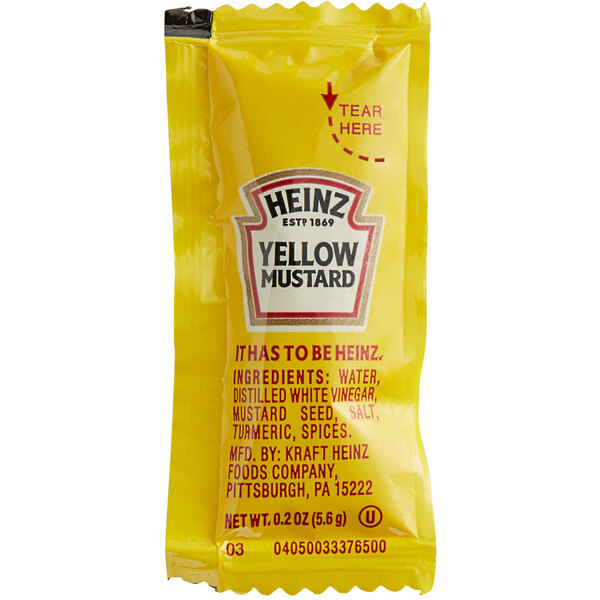 TEAR
HERE
HEINZ
ESTD 1869
YELLOW
MUSTARD
IT HAS TO BE HEINZ.
INGREDIENTS: WATER,
DISTILLED WHITE VINEGAR,
MUSTARD SEED, SALT,
TURMERIC, SPICES.
MFD. BY: KRAFT HEINZ
FOODS COMPANY,
PITTSBURGH, PA 15222
NET WT. 0.2 OZ (5.6 g) U
03 04050033376500